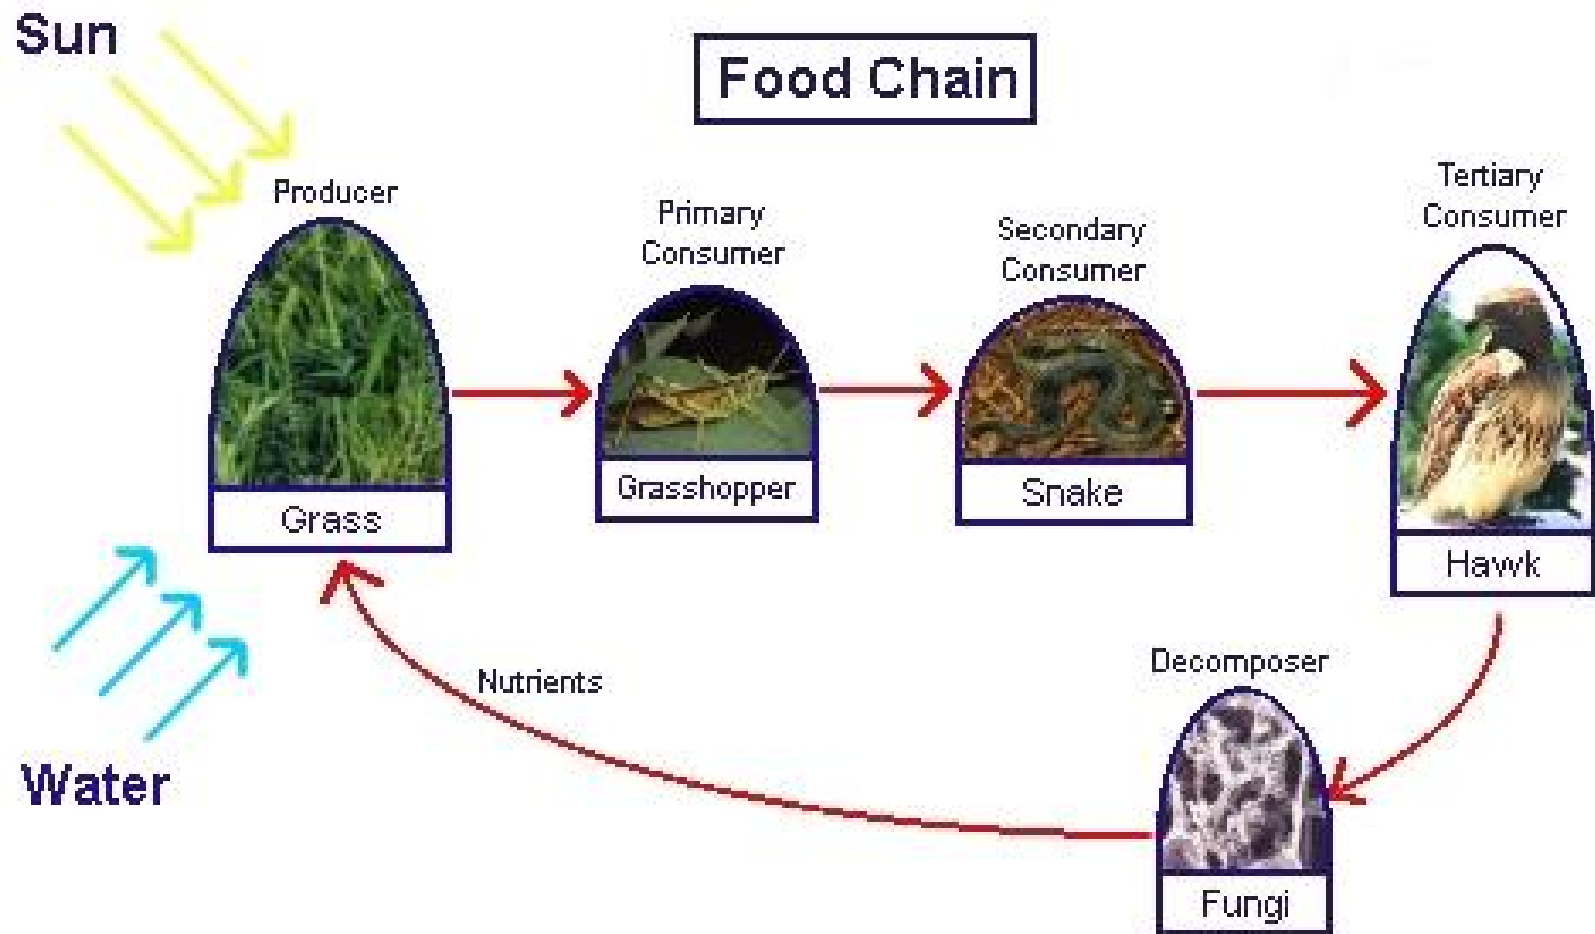 Sun
Food Chain
Producer
Primary
Consumer
Secondary
Consumer
Tertiary
Consumer
Grass
Grasshopper
Snake
Hawk
Nutrients
Decomposer
Water
Fungi